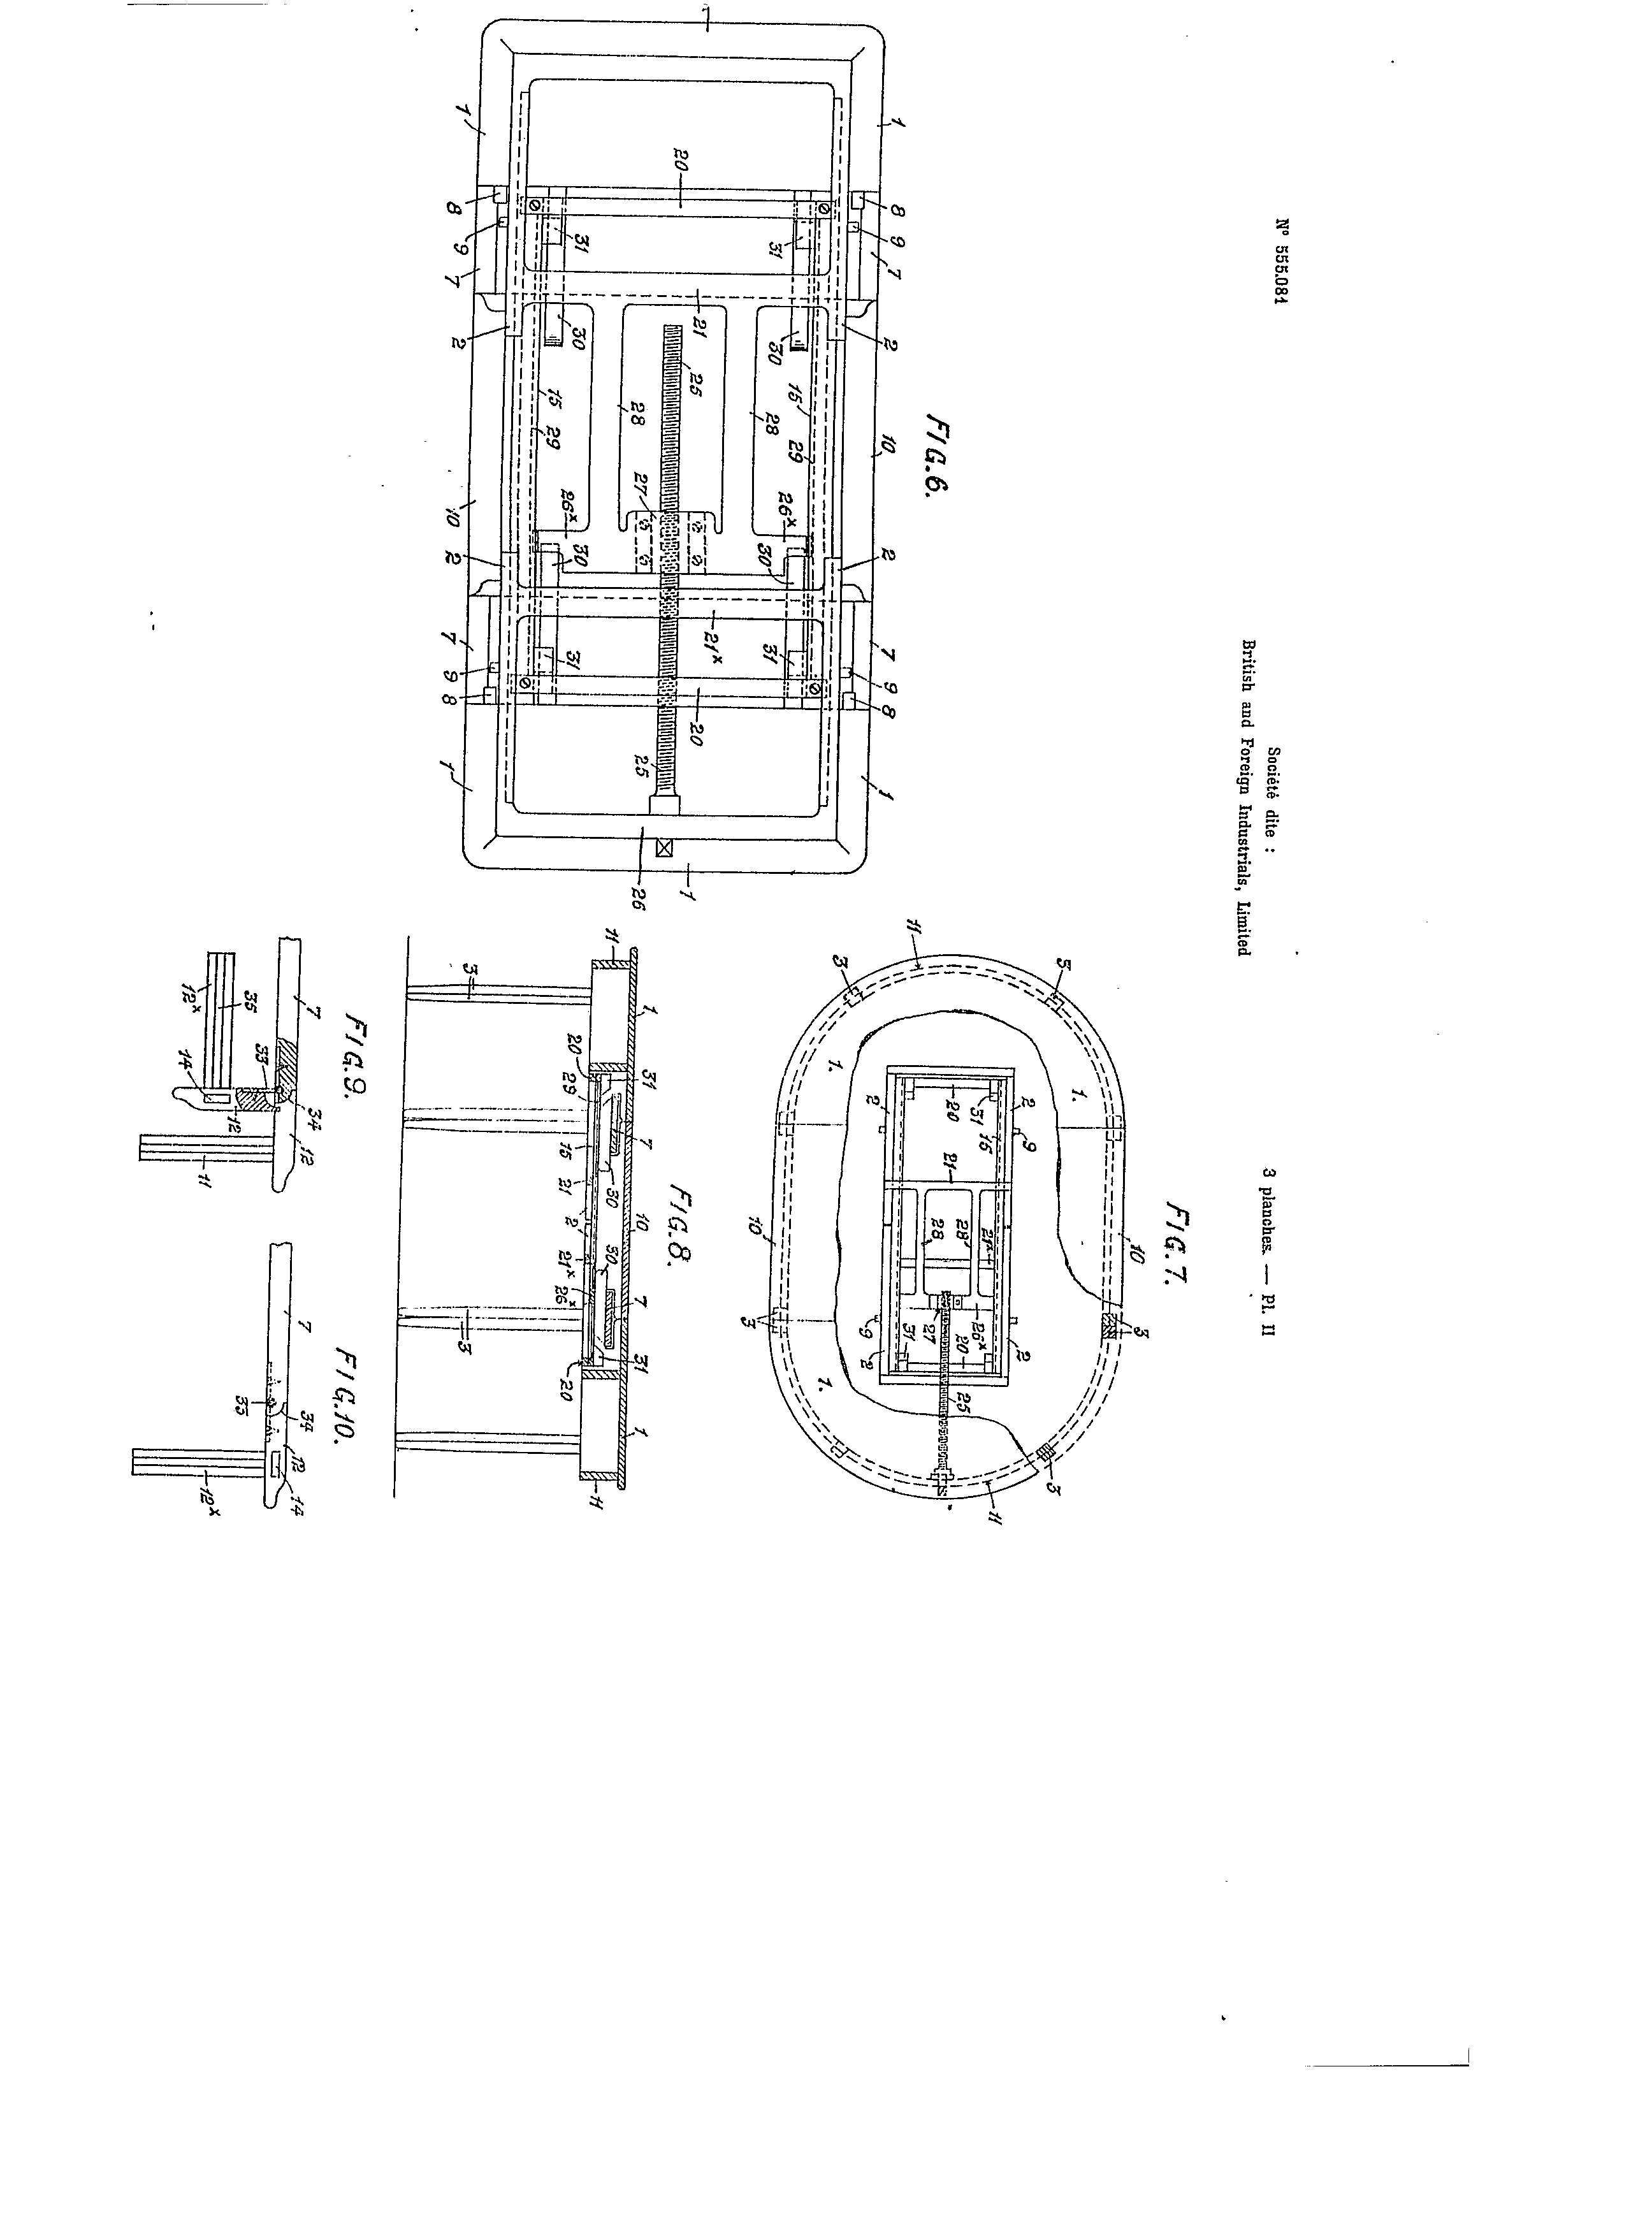 N° 555.081
Société dite :
British and Foreign Industrials, Limited
3 planches. — Pl. II
FIG.6.
1 8 9 7 2 10 2 7 9 8 1
31 30 15 28 29 26ˣ 30 31
1 20 21 25 21ˣ 20 1
28 27 25 26
31 30 15 29 26ˣ 30 31
1 8 9 7 2 10 2 7 9 8 1
FIG.7.
10
5 3
1. 2 9 2 3
31 15
11 20 21 28 21ˣ 26ˣ 20 25 11
28 27 31
2 9 2
3 1. 1.
10 3
FIG.8.
1 31 7 10 30 7 31 1
11 30 11
20 29 15 21 2 21ˣ 26ˣ 20
3 3
FIG.9.
7 34 12
35 33 12
12ˣ 14 11
FIG.10.
7 34 12 14
33 12ˣ